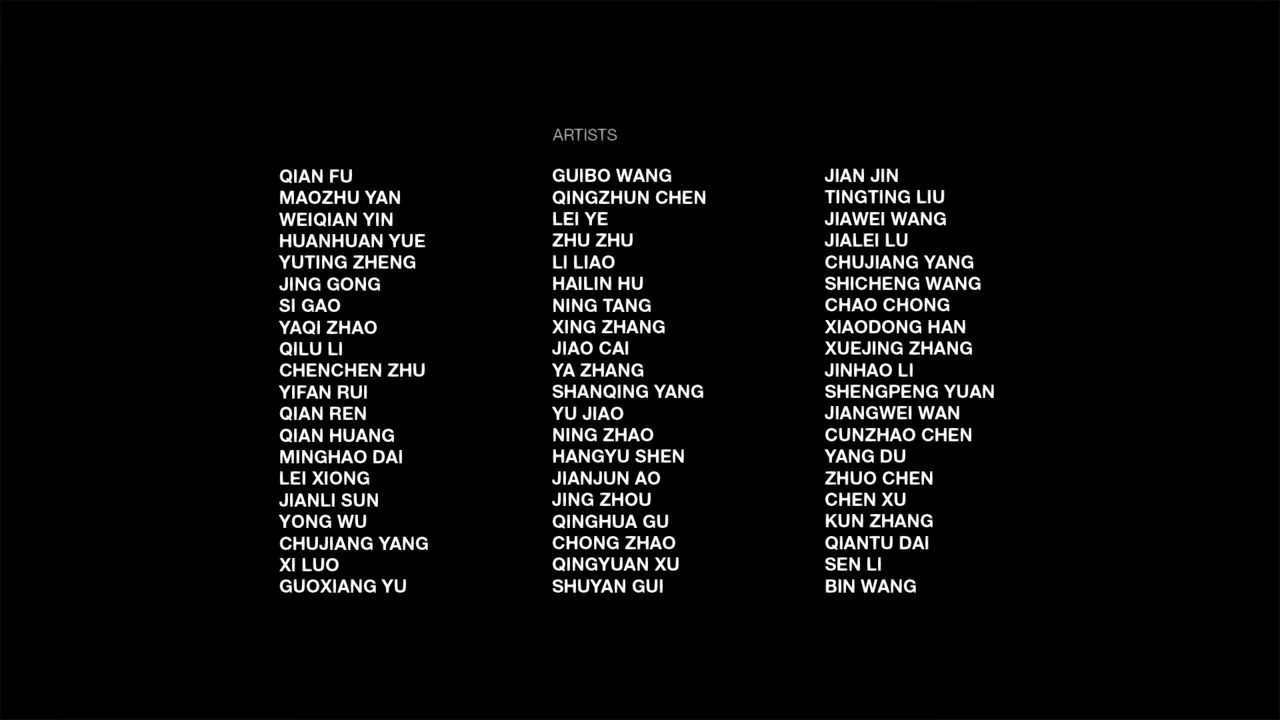 ARTISTS
QIAN FU
MAOZHU YAN
WEIQIAN YIN
HUANHUAN YUE
YUTING ZHENG
JING GONG
SI GAO
YAQI ZHAO
QILU LI
CHENCHEN ZHU
YIFAN RUI
QIAN REN
QIAN HUANG
MINGHAO DAI
LEI XIONG
JIANLI SUN
YONG WU
CHUJIANG YANG
XI LUO
GUOXIANG YU
GUIBO WANG
QINGZHUN CHEN
LEI YE
ZHU ZHU
LI LIAO
HAILIN HU
NING TANG
XING ZHANG
JIAO CAI
YA ZHANG
SHANQING YANG
YU JIAO
NING ZHAO
HANGYU SHEN
JIANJUN AO
JING ZHOU
QINGHUA GU
CHONG ZHAO
QINGYUAN XU
SHUYAN GUI
JIAN JIN
TINGTING LIU
JIAWEI WANG
JIALEI LU
CHUJIANG YANG
SHICHENG WANG
CHAO CHONG
XIAODONG HAN
XUEJING ZHANG
JINHAO LI
SHENGPENG YUAN
JIANGWEI WAN
CUNZHAO CHEN
YANG DU
ZHUO CHEN
CHEN XU
KUN ZHANG
QIANTU DAI
SEN LI
BIN WANG